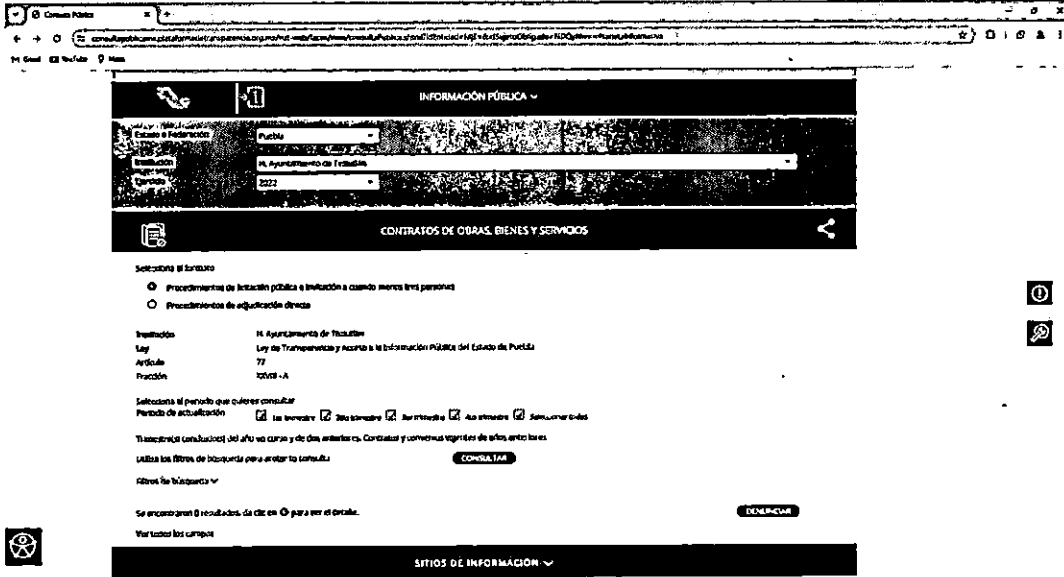 Consulta Pública
Gmail YouTube Maps
INFORMACIÓN PÚBLICA
Estado o Federación Puebla
Institución H. Ayuntamiento de Teziutlán
Ejercicio 2022
CONTRATOS DE OBRAS, BIENES Y SERVICIOS
Selecciona el formato
Procedimientos de licitación pública e invitación a cuando menos tres personas
Procedimientos de adjudicación directa
Institución H. Ayuntamiento de Teziutlán
Ley Ley de Transparencia y Acceso a la Información Pública del Estado de Puebla
Artículo 77
Fracción XXVIII - A
Selecciona el periodo que quieres consultar
Periodo de actualización 1er trimestre 2do trimestre 3er trimestre 4to trimestre Seleccionar todos
Trimestre(s) concluido(s) del año en curso y de dos anteriores. Contratos y convenios vigentes de años anteriores
Utiliza los filtros de búsqueda para acotar tu consulta CONSULTAR
Filtros de búsqueda
Se encontraron 0 resultados, da clic en para ver el detalle. DENUNCIAR
Ver todos los campos
SITIOS DE INFORMACIÓN